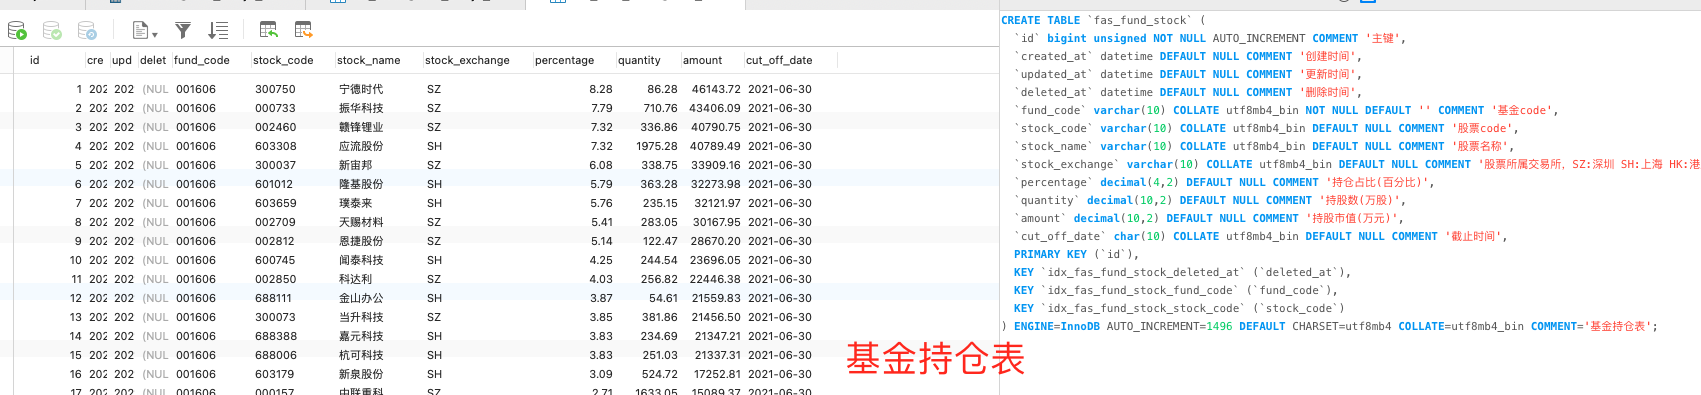 id cre upd delet fund_code stock_code stock_name stock_exchange percentage quantity amount cut_off_date
1 202 202 (NUL 001606 300750 宁德时代 SZ 8.28 86.28 46143.72 2021-06-30
2 202 202 (NUL 001606 000733 振华科技 SZ 7.79 710.76 43406.09 2021-06-30
3 202 202 (NUL 001606 002460 赣锋锂业 SZ 7.32 336.86 40790.75 2021-06-30
4 202 202 (NUL 001606 603308 应流股份 SH 7.32 1975.28 40789.49 2021-06-30
5 202 202 (NUL 001606 300037 新宙邦 SZ 6.08 338.75 33909.16 2021-06-30
6 202 202 (NUL 001606 601012 隆基股份 SH 5.79 363.28 32273.98 2021-06-30
7 202 202 (NUL 001606 603659 璞泰来 SH 5.76 235.15 32121.97 2021-06-30
8 202 202 (NUL 001606 002709 天赐材料 SZ 5.41 283.05 30167.95 2021-06-30
9 202 202 (NUL 001606 002812 恩捷股份 SZ 5.14 122.47 28670.20 2021-06-30
10 202 202 (NUL 001606 600745 闻泰科技 SH 4.25 244.54 23696.05 2021-06-30
11 202 202 (NUL 001606 002850 科达利 SZ 4.03 256.82 22446.38 2021-06-30
12 202 202 (NUL 001606 688111 金山办公 SH 3.87 54.61 21559.83 2021-06-30
13 202 202 (NUL 001606 300073 当升科技 SZ 3.85 381.86 21456.50 2021-06-30
14 202 202 (NUL 001606 688388 嘉元科技 SH 3.83 234.69 21347.21 2021-06-30
15 202 202 (NUL 001606 688006 杭可科技 SH 3.83 251.03 21337.31 2021-06-30
16 202 202 (NUL 001606 603179 新泉股份 SH 3.09 524.72 17252.81 2021-06-30
17 202 202 (NUL 001606 000157 中联重科 SZ 2.71 1633.05 15089.37 2021-06-30
基金持仓表
CREATE TABLE `fas_fund_stock` (
`id` bigint unsigned NOT NULL AUTO_INCREMENT COMMENT '主键',
`created_at` datetime DEFAULT NULL COMMENT '创建时间',
`updated_at` datetime DEFAULT NULL COMMENT '更新时间',
`deleted_at` datetime DEFAULT NULL COMMENT '删除时间',
`fund_code` varchar(10) COLLATE utf8mb4_bin NOT NULL DEFAULT '' COMMENT '基金code',
`stock_code` varchar(10) COLLATE utf8mb4_bin DEFAULT NULL COMMENT '股票code',
`stock_name` varchar(10) COLLATE utf8mb4_bin DEFAULT NULL COMMENT '股票名称',
`stock_exchange` varchar(10) COLLATE utf8mb4_bin DEFAULT NULL COMMENT '股票所属交易所，SZ:深圳 SH:上海 HK:港
`percentage` decimal(4,2) DEFAULT NULL COMMENT '持仓占比(百分比)',
`quantity` decimal(10,2) DEFAULT NULL COMMENT '持股数(万股)',
`amount` decimal(10,2) DEFAULT NULL COMMENT '持股市值(万元)',
`cut_off_date` char(10) COLLATE utf8mb4_bin DEFAULT NULL COMMENT '截止时间',
PRIMARY KEY (`id`),
KEY `idx_fas_fund_stock_deleted_at` (`deleted_at`),
KEY `idx_fas_fund_stock_fund_code` (`fund_code`),
KEY `idx_fas_fund_stock_stock_code` (`stock_code`)
) ENGINE=InnoDB AUTO_INCREMENT=1496 DEFAULT CHARSET=utf8mb4 COLLATE=utf8mb4_bin COMMENT='基金持仓表';